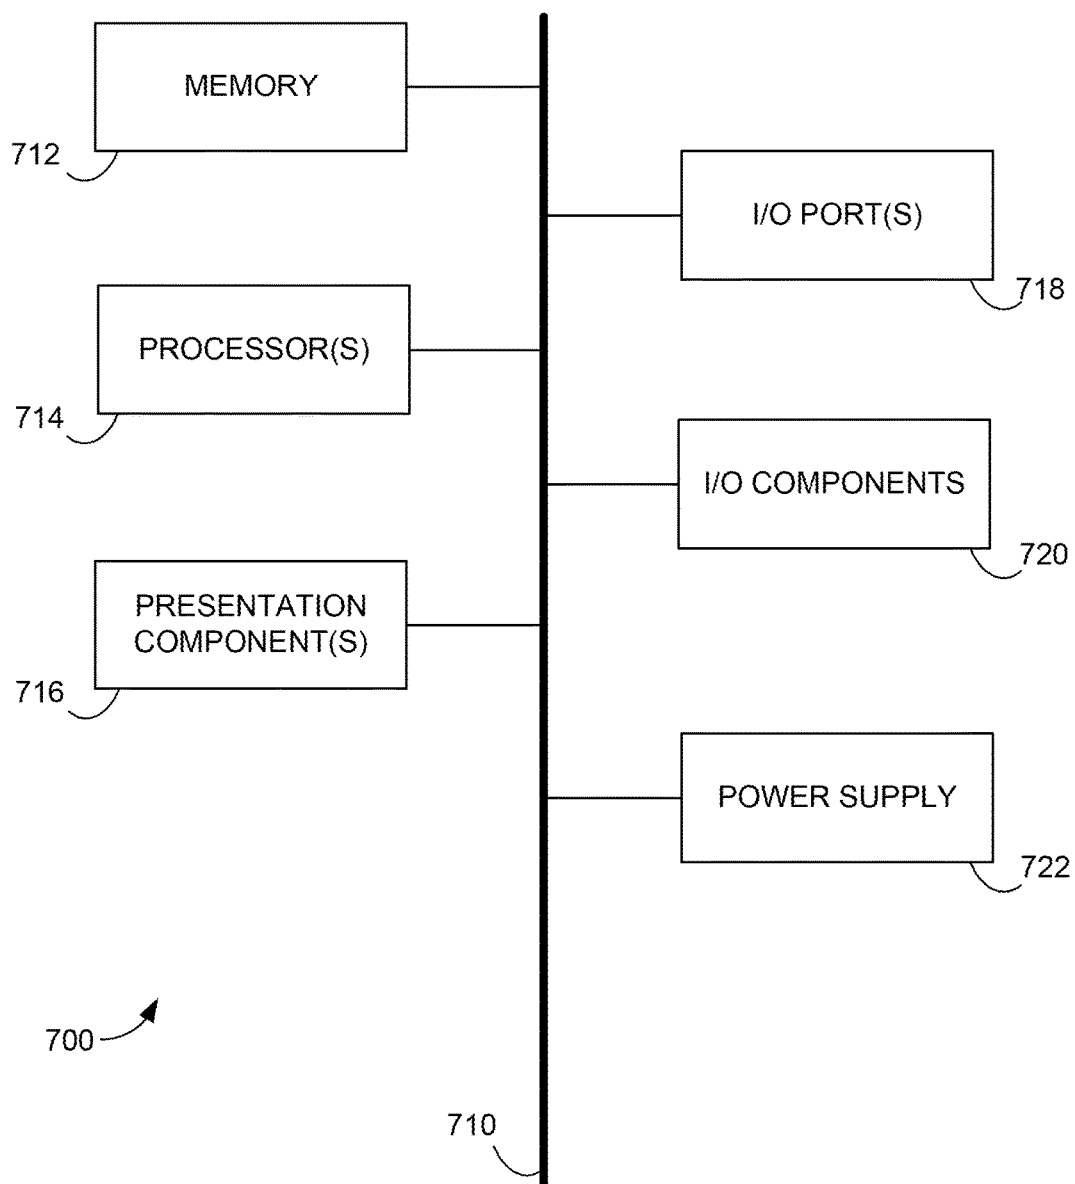 MEMORY
712
I/O PORT(S)
718
PROCESSOR(S)
714
I/O COMPONENTS
720
PRESENTATION
COMPONENT(S)
716
POWER SUPPLY
722
700
710